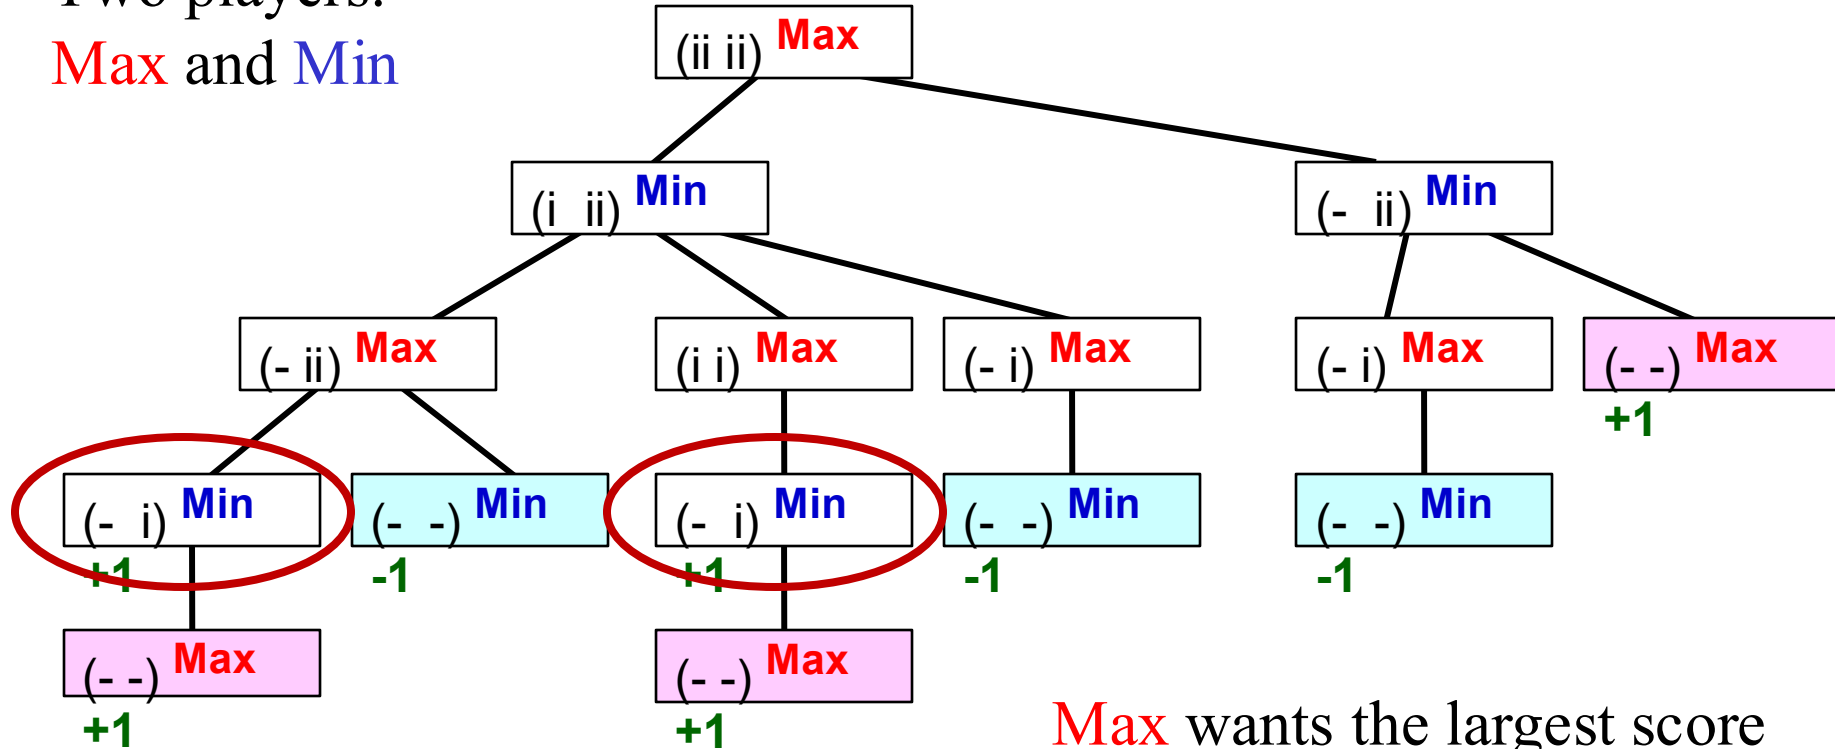 Two players:
Max and Min
(ii ii) Max
(i ii) Min
(- ii) Min
(- ii) Max
(i i) Max
(- i) Max
(- i) Max
(- -) Max
+1
(- i) Min
(- -) Min
(- i) Min
(- -) Min
(- -) Min
+1
-1
+1
-1
-1
(- -) Max
(- -) Max
+1
+1
Max wants the largest score